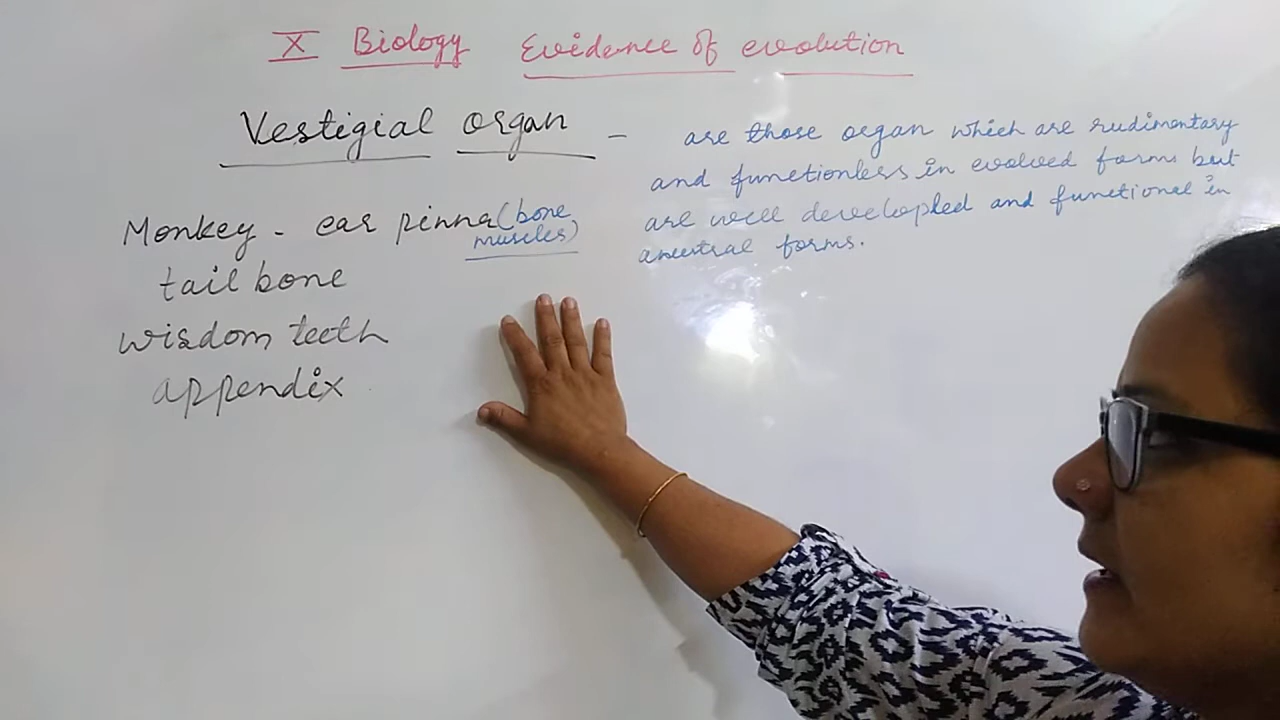 X Biology Evidence of evolution
Vestigial organ - are those organ which are rudimentary
and functionless in evolved forms but
are well developed and functional in
ancestral forms.
Monkey - ear pinna (bone,
muscles)
tail bone
wisdom teeth
appendix